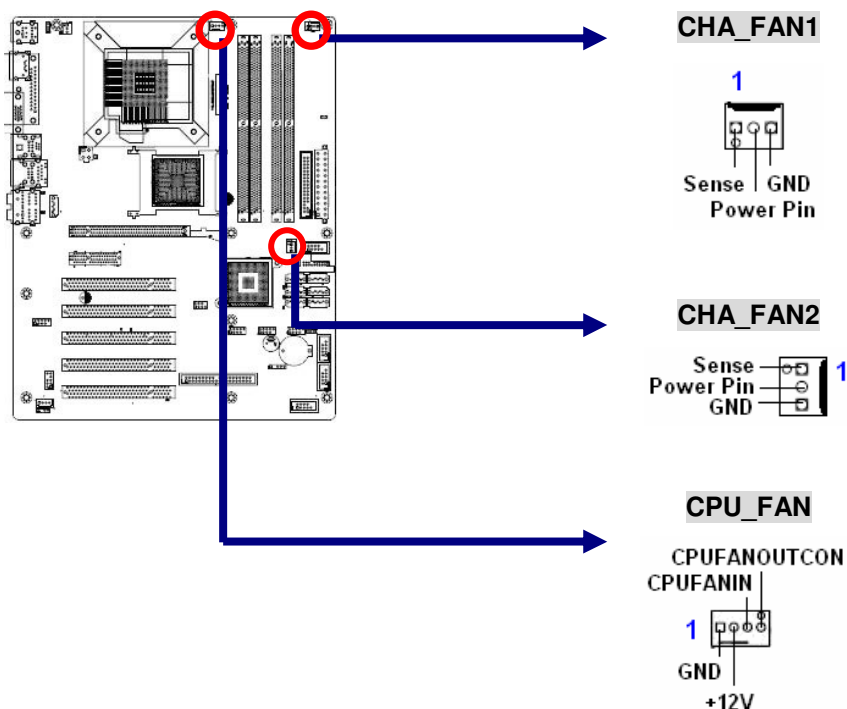 CHA_FAN1
1
Sense GND
Power Pin
CHA_FAN2
Sense
1
Power Pin
GND
CPU_FAN
CPUFANOUTCON
CPUFANIN
1
GND
+12V